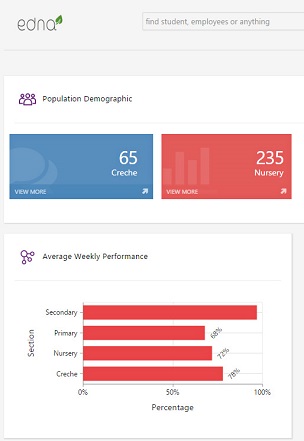 edna
find student, employees or anything
Population Demographic
65
Creche
VIEW MORE
235
Nursery
VIEW MORE
Average Weekly Performance
Section
Secondary
Primary
68%
Nursery
72%
Creche
78%
0%
50%
100%
Percentage